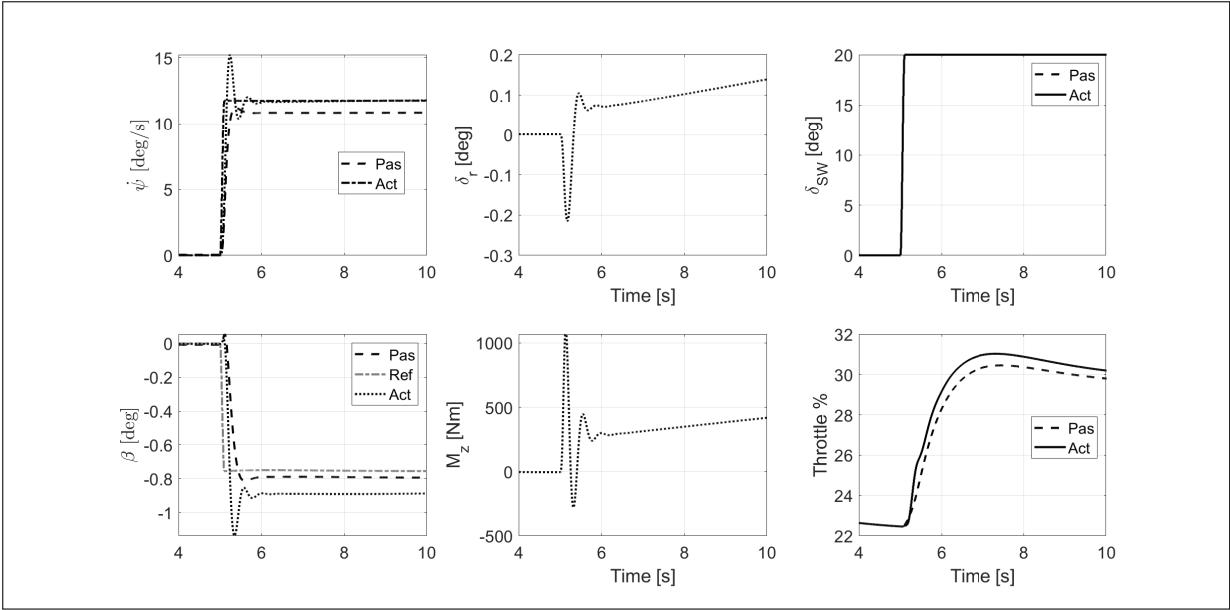 15
10
5
0
ψ̇ [deg/s]
Pas
Act
4
6
8
10
0.2
0.1
0
-0.1
-0.2
-0.3
δr [deg]
4
6
8
10
Time [s]
20
15
10
5
0
δSW [deg]
Pas
Act
4
6
8
10
Time [s]
0
-0.2
-0.4
-0.6
-0.8
-1
β [deg]
Pas
Ref
Act
4
6
8
10
1000
500
0
-500
Mz [Nm]
4
6
8
10
Time [s]
32
30
28
26
24
22
Throttle %
Pas
Act
4
6
8
10
Time [s]